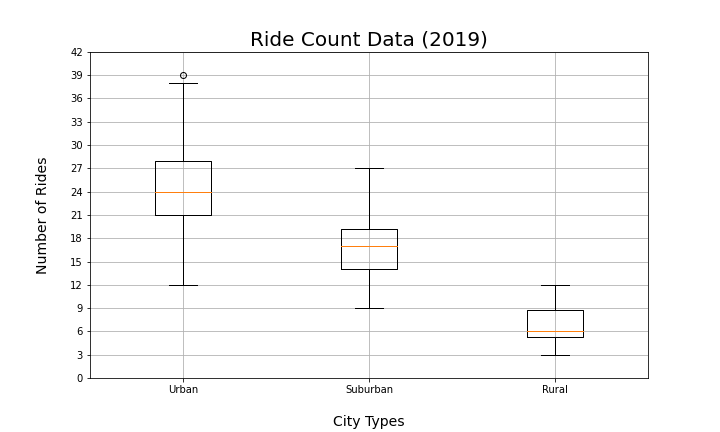 Ride Count Data (2019)
42
39
36
33
30
27
24
21
18
15
12
9
6
3
0
Number of Rides
Urban
Suburban
Rural
City Types